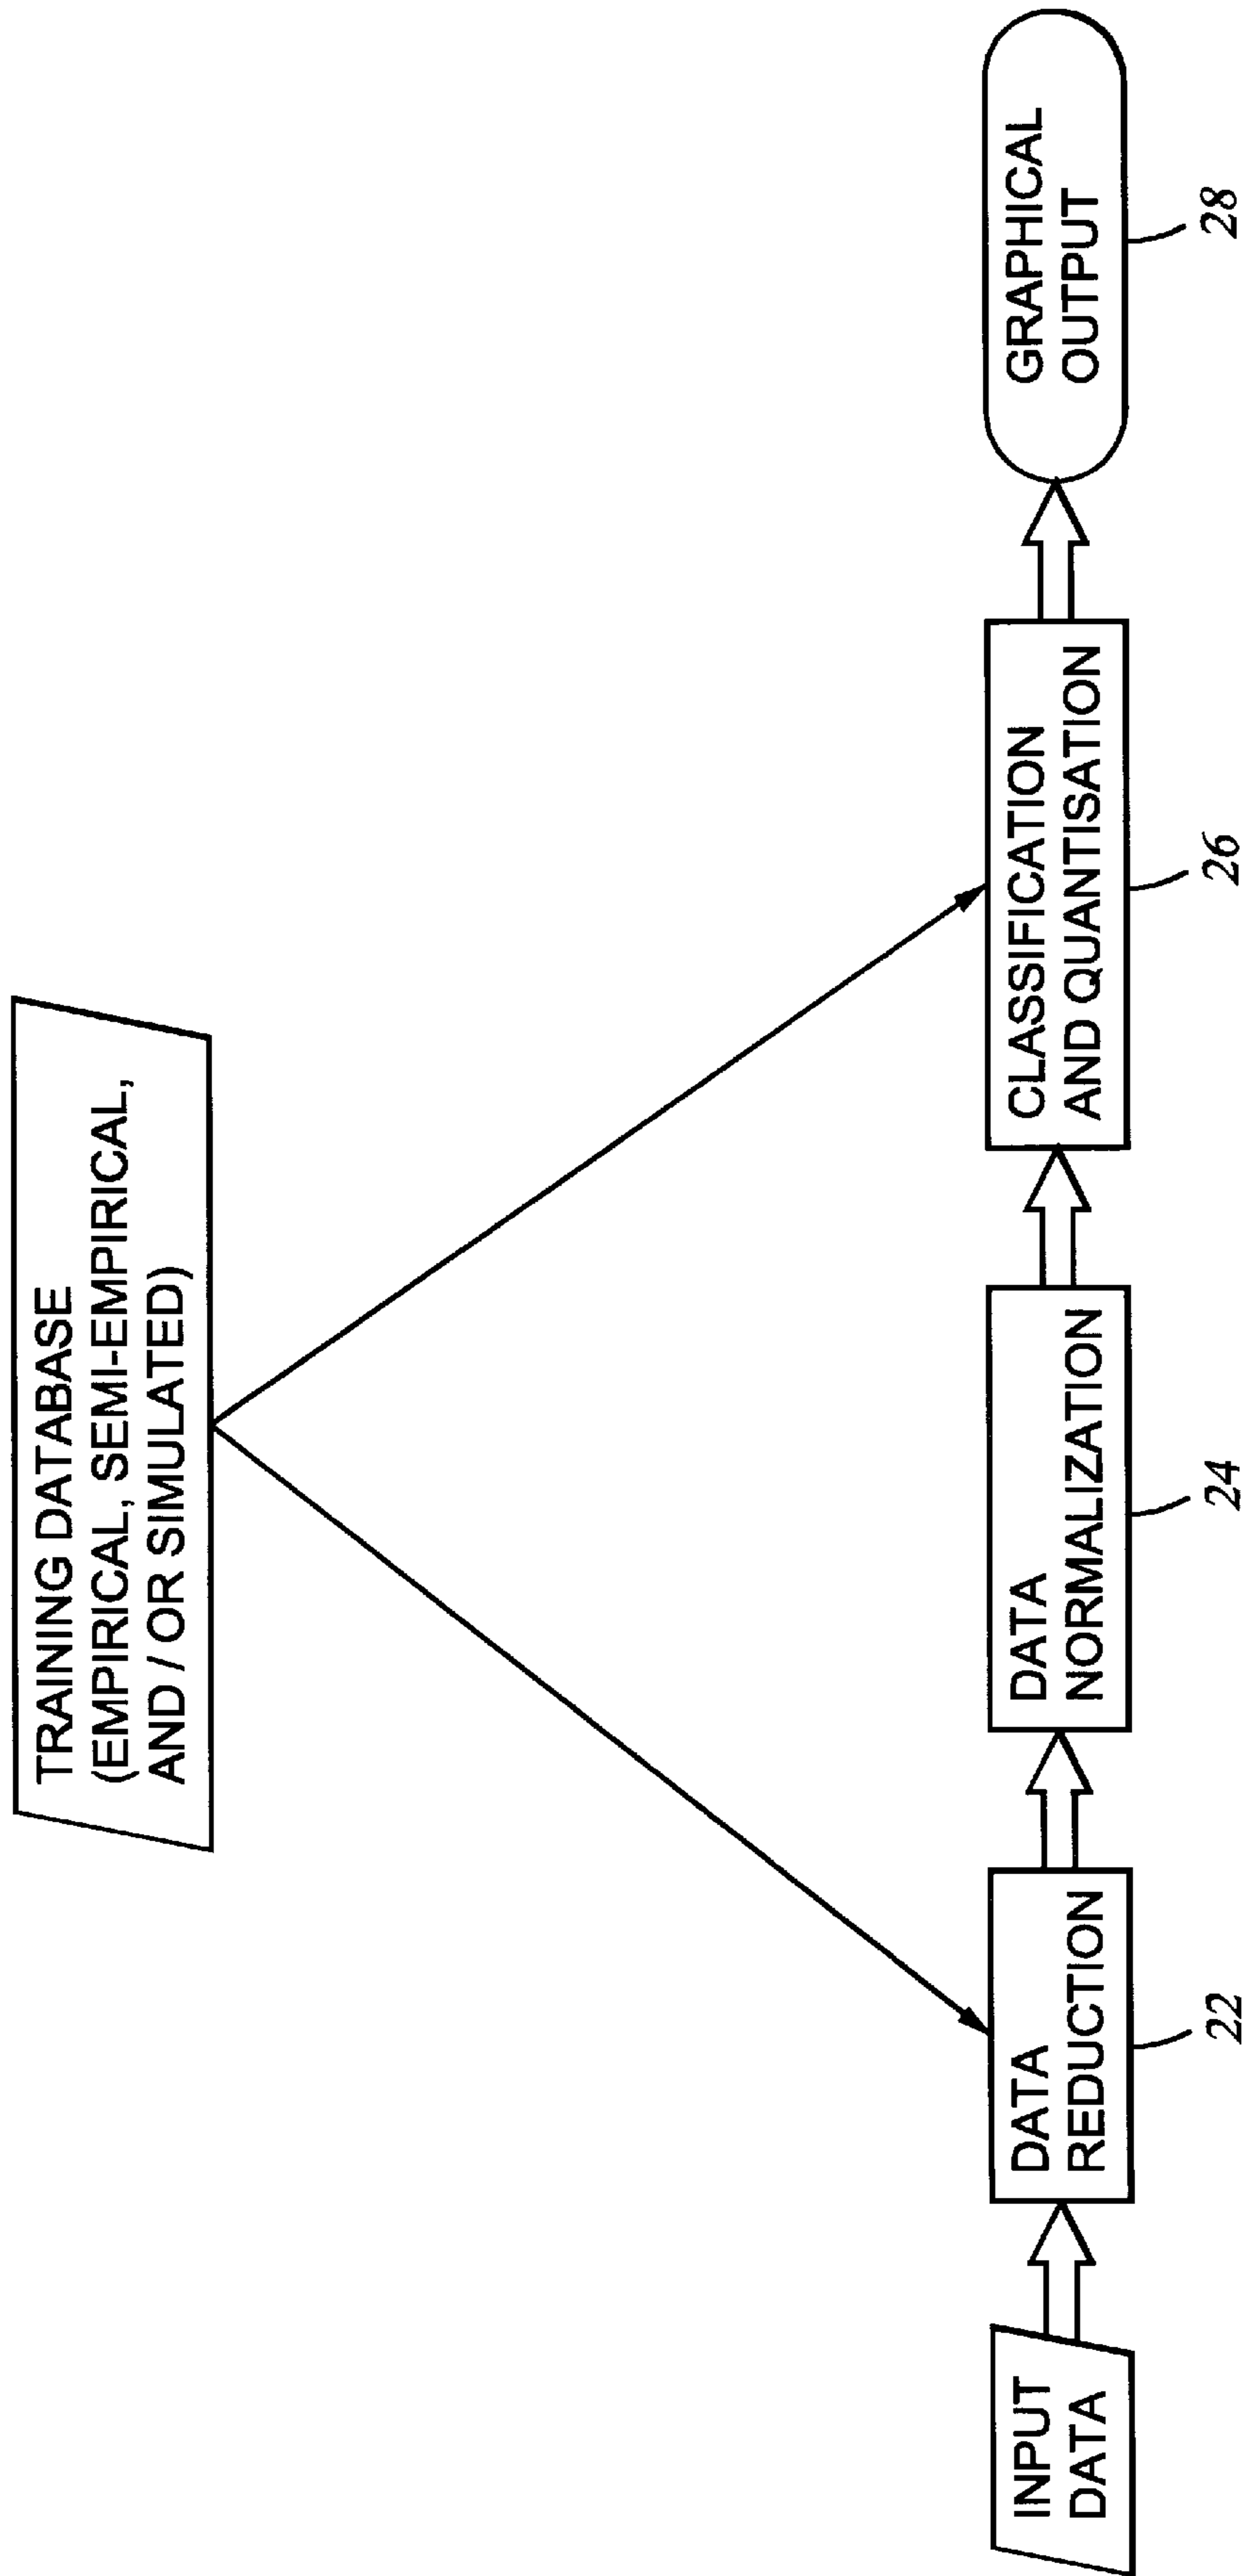 TRAINING DATABASE
(EMPIRICAL, SEMI-EMPIRICAL,
AND / OR SIMULATED)
INPUT
DATA
DATA
REDUCTION
22
DATA
NORMALIZATION
24
CLASSIFICATION
AND QUANTISATION
26
GRAPHICAL
OUTPUT
28